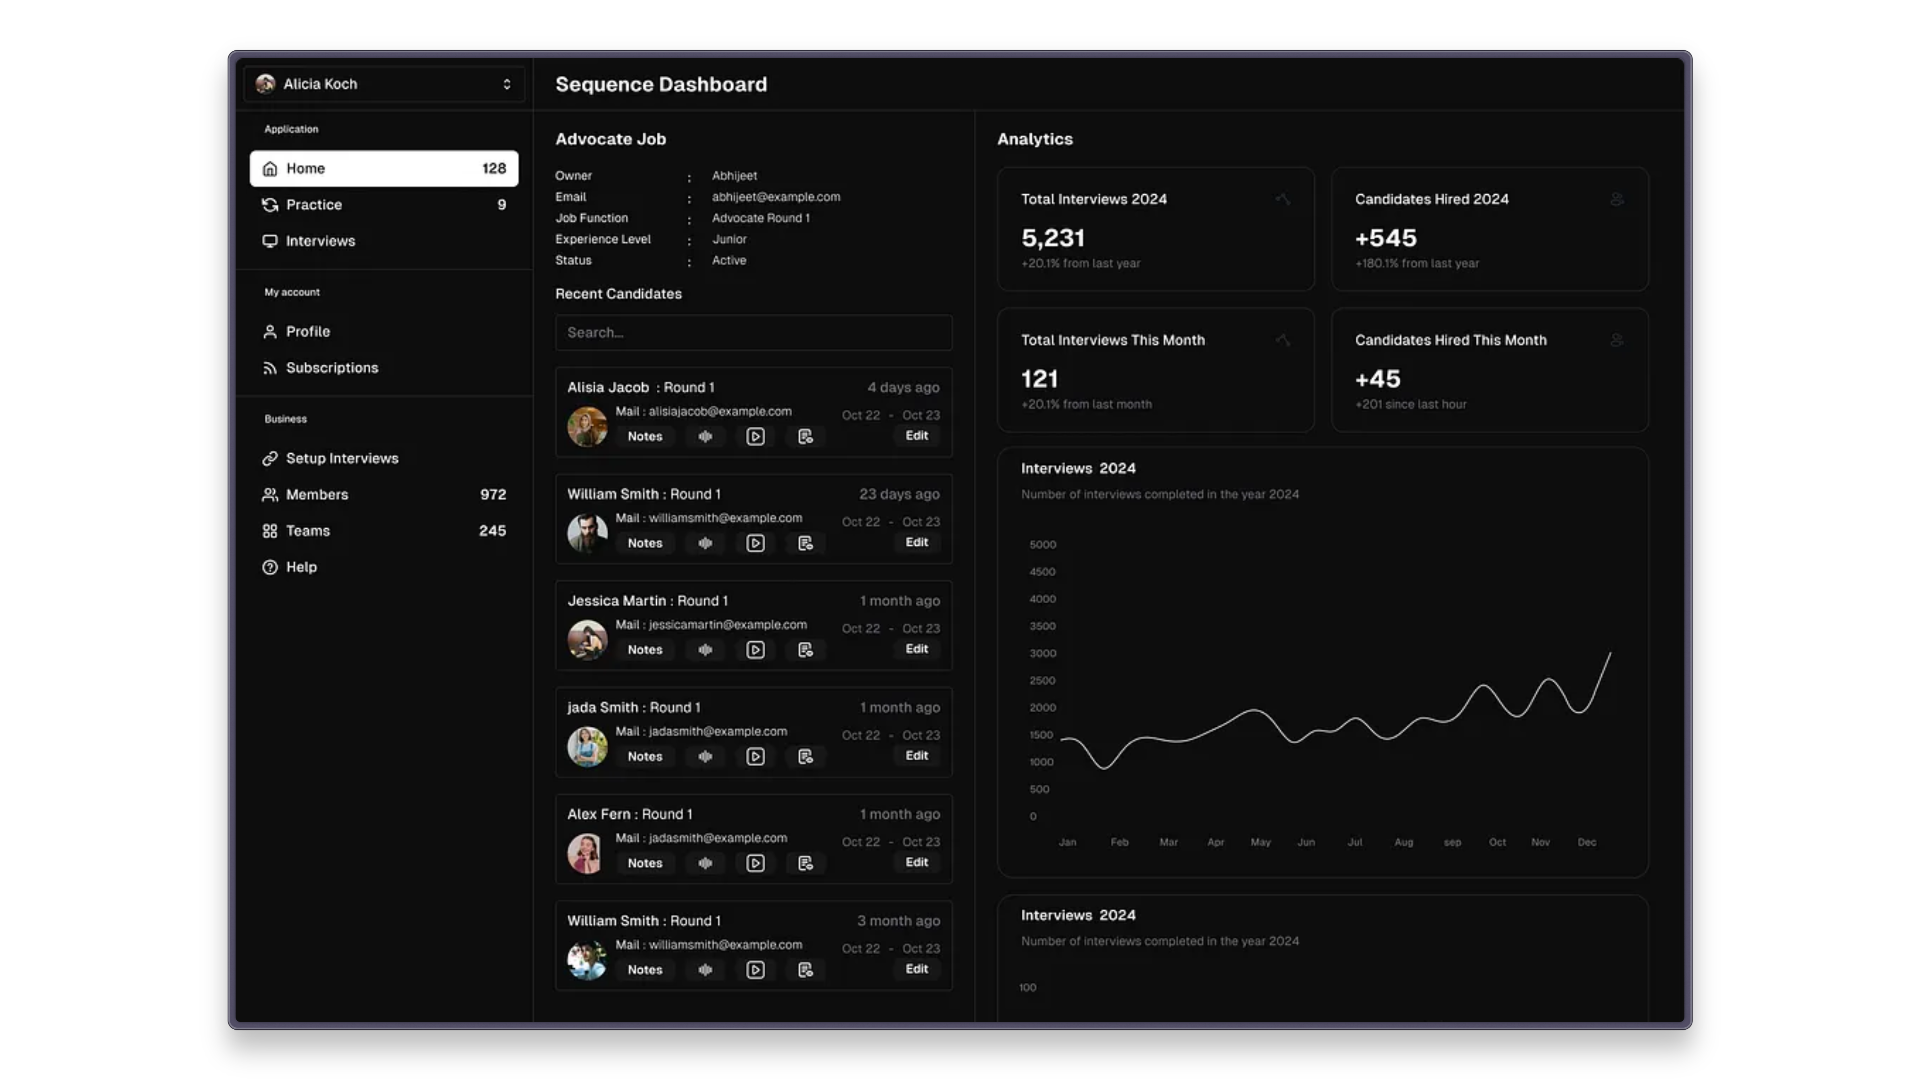 Alicia Koch
Application
Home 128
Practice 9
Interviews
My account
Profile
Subscriptions
Business
Setup Interviews
Members 972
Teams 245
Help
Sequence Dashboard
Advocate Job
Owner : Abhijeet
Email : abhijeet@example.com
Job Function : Advocate Round 1
Experience Level : Junior
Status : Active
Recent Candidates
Search...
Alisia Jacob : Round 1 4 days ago
Mail : alisiajacob@example.com Oct 22 - Oct 23
Notes Edit
William Smith : Round 1 23 days ago
Mail : williamsmith@example.com Oct 22 - Oct 23
Notes Edit
Jessica Martin : Round 1 1 month ago
Mail : jessicamartin@example.com Oct 22 - Oct 23
Notes Edit
jada Smith : Round 1 1 month ago
Mail : jadasmith@example.com Oct 22 - Oct 23
Notes Edit
Alex Fern : Round 1 1 month ago
Mail : jadasmith@example.com Oct 22 - Oct 23
Notes Edit
William Smith : Round 1 3 month ago
Mail : williamsmith@example.com Oct 22 - Oct 23
Notes Edit
Analytics
Total Interviews 2024
5,231
+20.1% from last year
Candidates Hired 2024
+545
+180.1% from last year
Total Interviews This Month
121
+20.1% from last month
Candidates Hired This Month
+45
+201 since last hour
Interviews 2024
Number of interviews completed in the year 2024
5000
4500
4000
3500
3000
2500
2000
1500
1000
500
0
Jan Feb Mar Apr May Jun Jul Aug sep Oct Nov Dec
Interviews 2024
Number of interviews completed in the year 2024
100